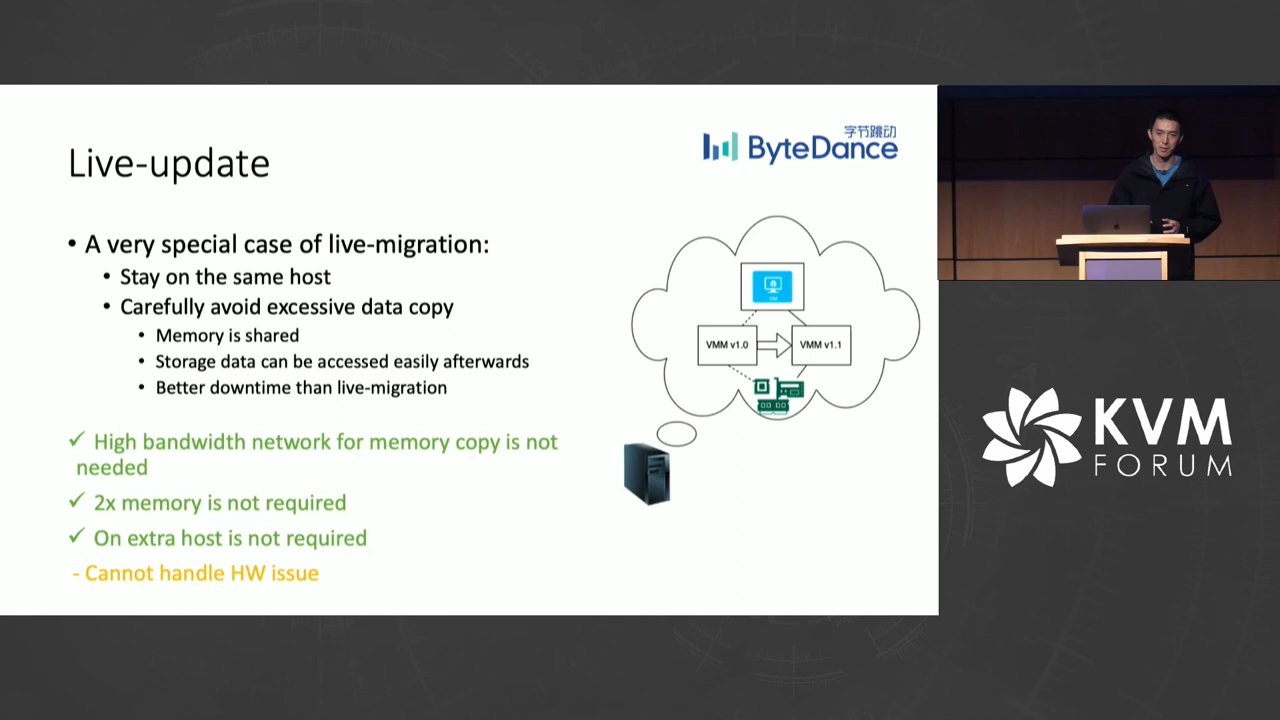 Live-update
字节跳动
ByteDance
• A very special case of live-migration:
• Stay on the same host
• Carefully avoid excessive data copy
• Memory is shared
• Storage data can be accessed easily afterwards
• Better downtime than live-migration
✓ High bandwidth network for memory copy is not
needed
✓ 2x memory is not required
✓ On extra host is not required
- Cannot handle HW issue
VM
VMM v1.0
VMM v1.1
KVM
FORUM